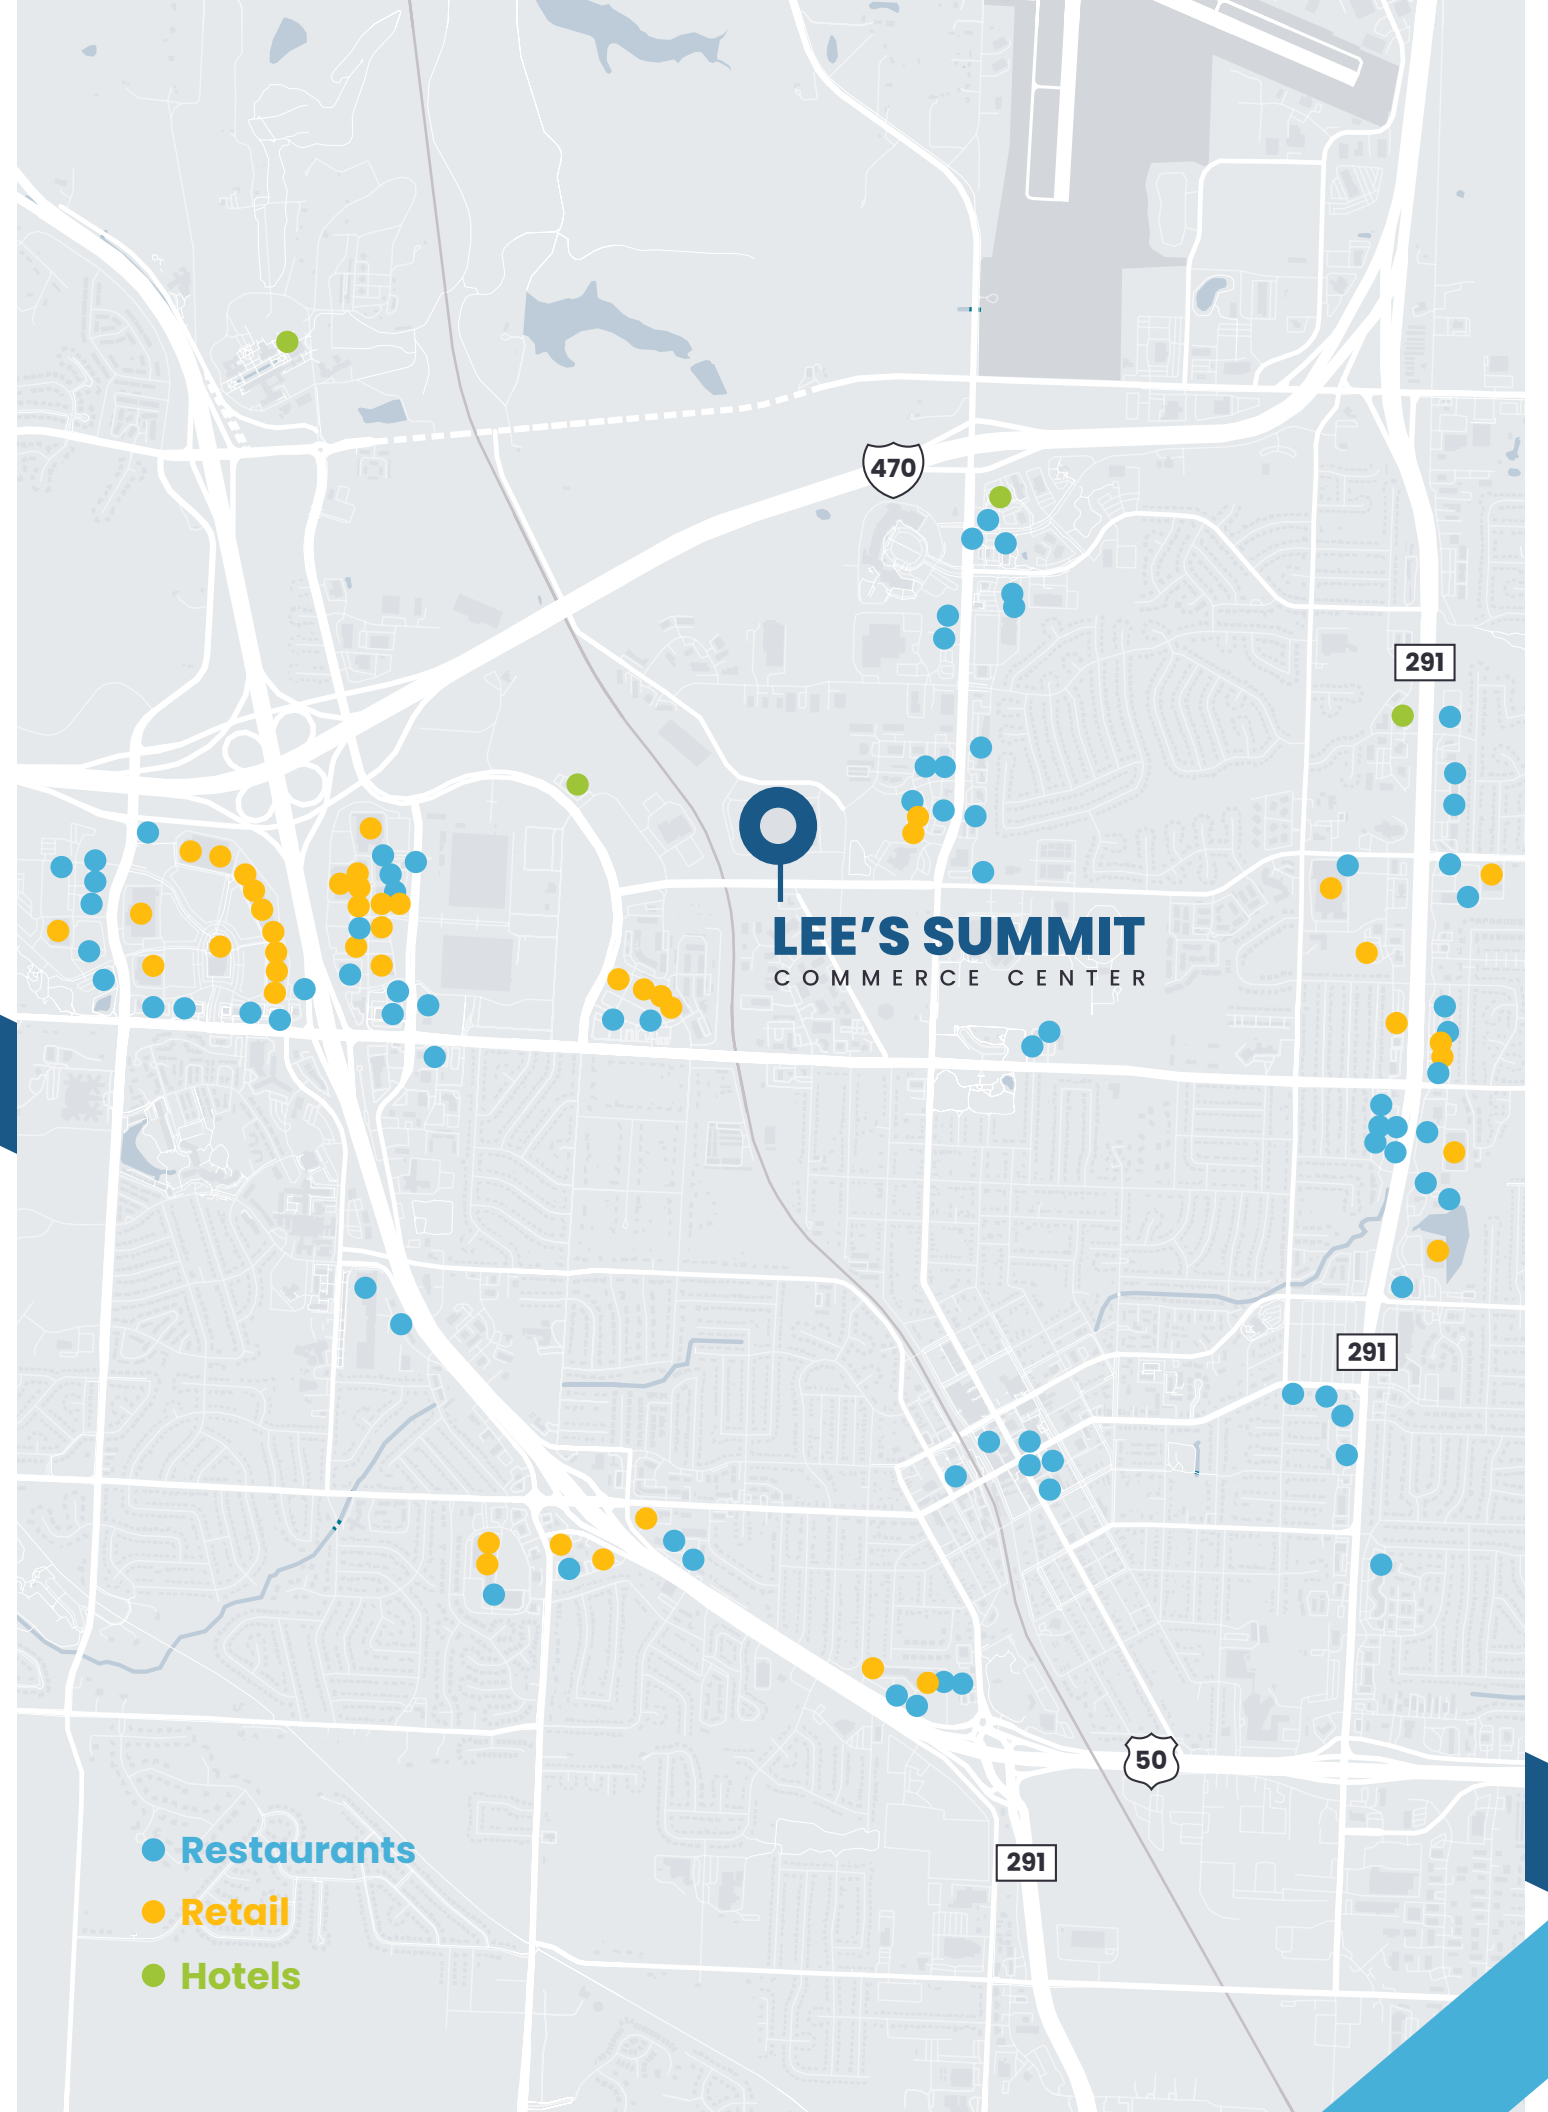 470
291
LEE'S SUMMIT
COMMERCE CENTER
291
50
291
Restaurants
Retail
Hotels